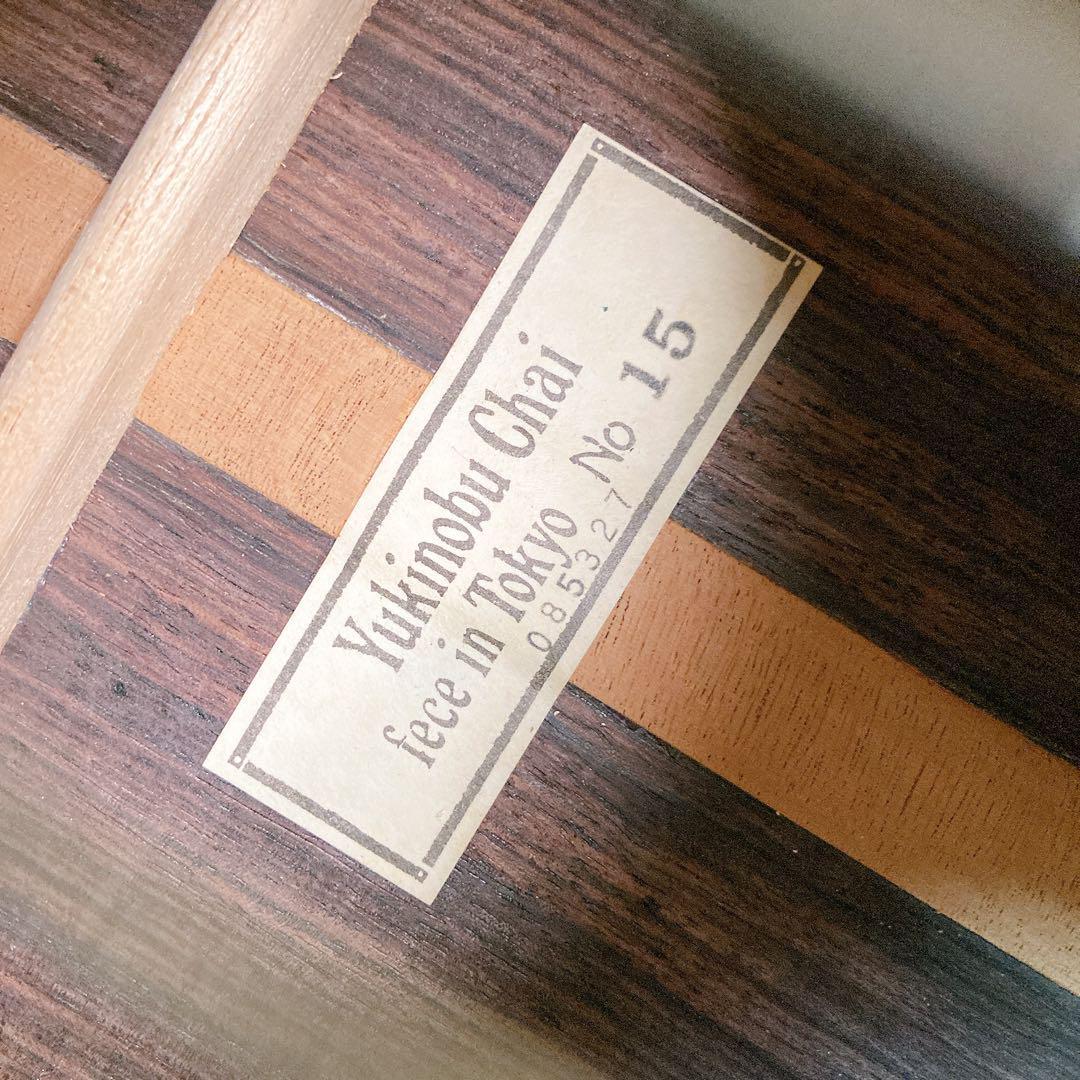 Yukinobu Chai
fece in Tokyo No 15
085327